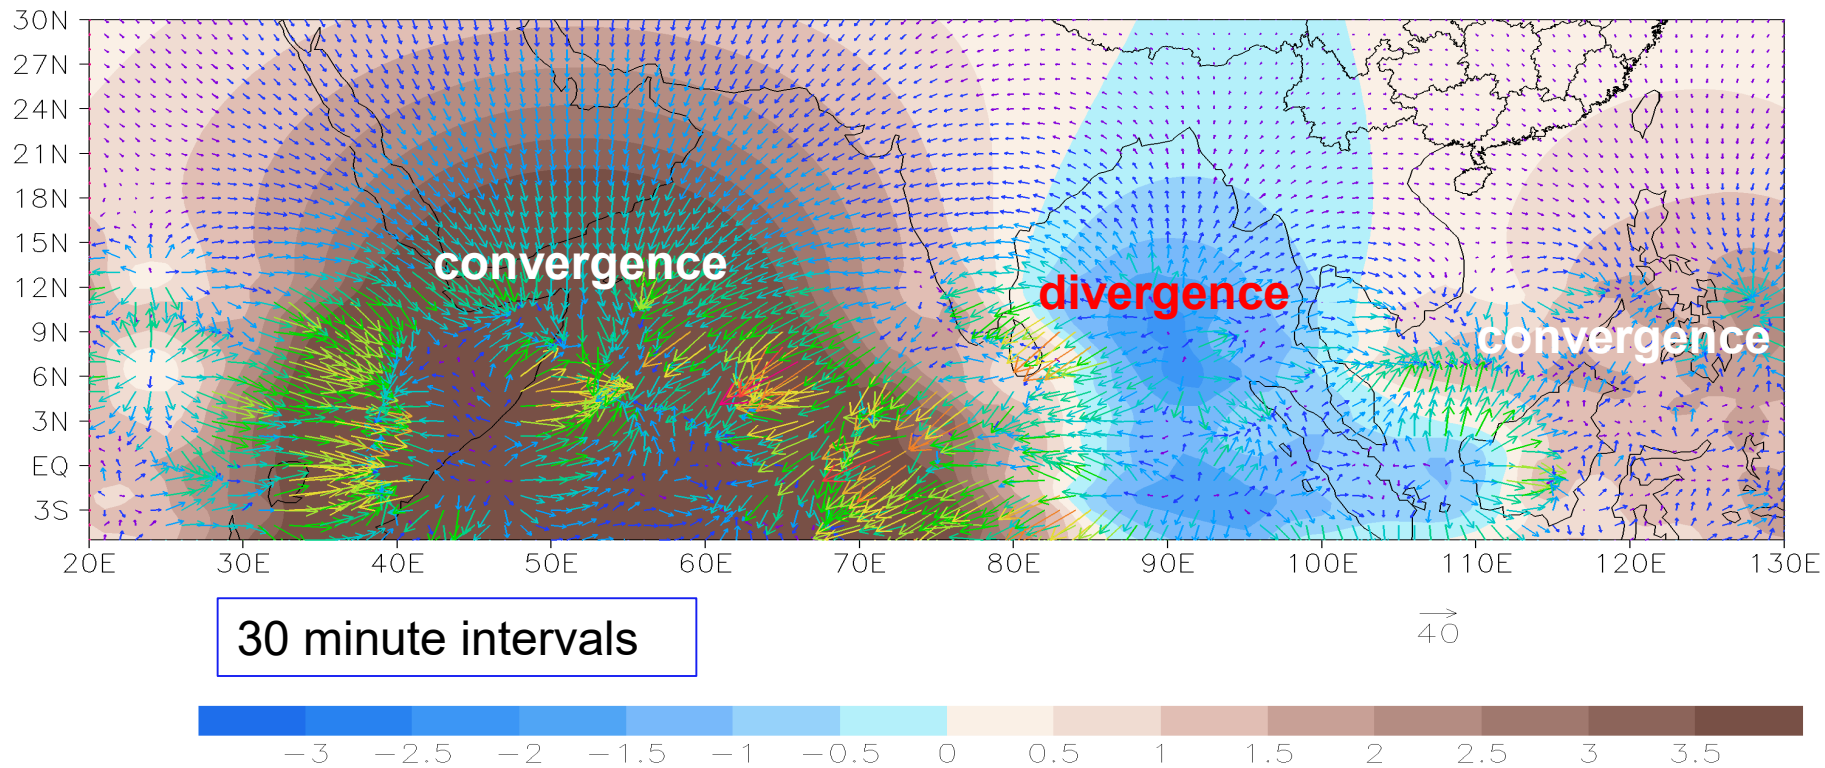 30N
27N
24N
21N
18N
15N
12N
9N
6N
3N
EQ
3S
convergence
divergence
convergence
20E 30E 40E 50E 60E 70E 80E 90E 100E 110E 120E 130E
30 minute intervals
40
−3 −2.5 −2 −1.5 −1 −0.5 0 0.5 1 1.5 2 2.5 3 3.5